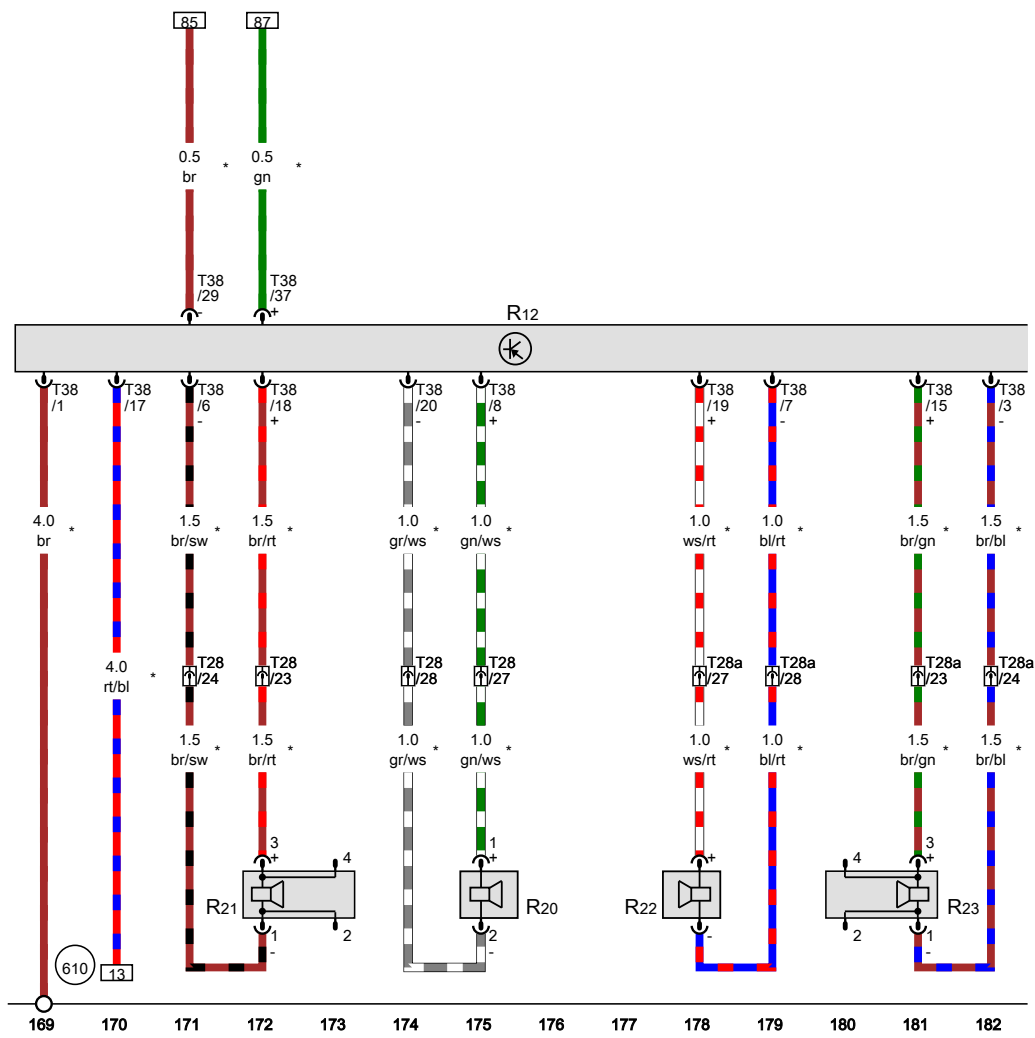 85
87
0.5 *
br
0.5 *
gn
T38
/29
-
T38
/37
+
R12
T38
/1
T38
/17
T38
/6
-
T38
/18
+
T38
/20
-
T38
/8
+
T38
/19
+
T38
/7
-
T38
/15
+
T38
/3
-
4.0 *
br
1.5 *
br/sw
1.5 *
br/rt
1.0 *
gr/ws
1.0 *
gn/ws
1.0 *
ws/rt
1.0 *
bl/rt
1.5 *
br/gn
1.5 *
br/bl
4.0 *
rt/bl
T28
/24
T28
/23
T28
/28
T28
/27
T28a
/27
T28a
/28
T28a
/23
T28a
/24
1.5 *
br/sw
1.5 *
br/rt
1.0 *
gr/ws
1.0 *
gn/ws
1.0 *
ws/rt
1.0 *
bl/rt
1.5 *
br/gn
1.5 *
br/bl
3
+
4
1
+
+
4
3
+
R21
R20
R22
R23
1
-
2
2
-
-
2
1
-
610
13
169 170 171 172 173 174 175 176 177 178 179 180 181 182